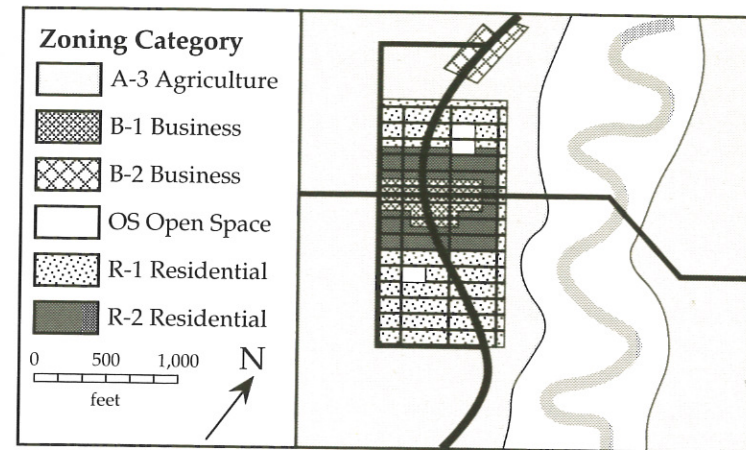 Zoning Category
A-3 Agriculture
B-1 Business
B-2 Business
OS Open Space
R-1 Residential
R-2 Residential
0 500 1,000
feet
N